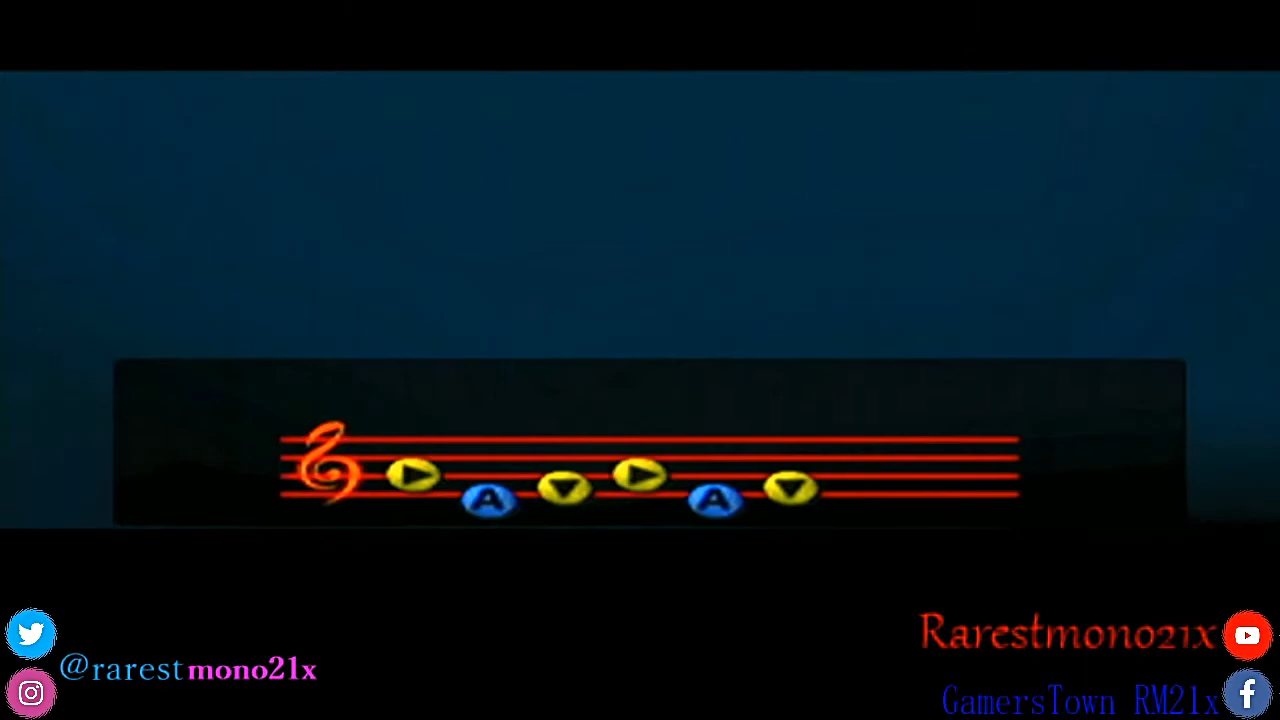 A A
@rarestmono21x
Rarestmono21x
GamersTown RM21x